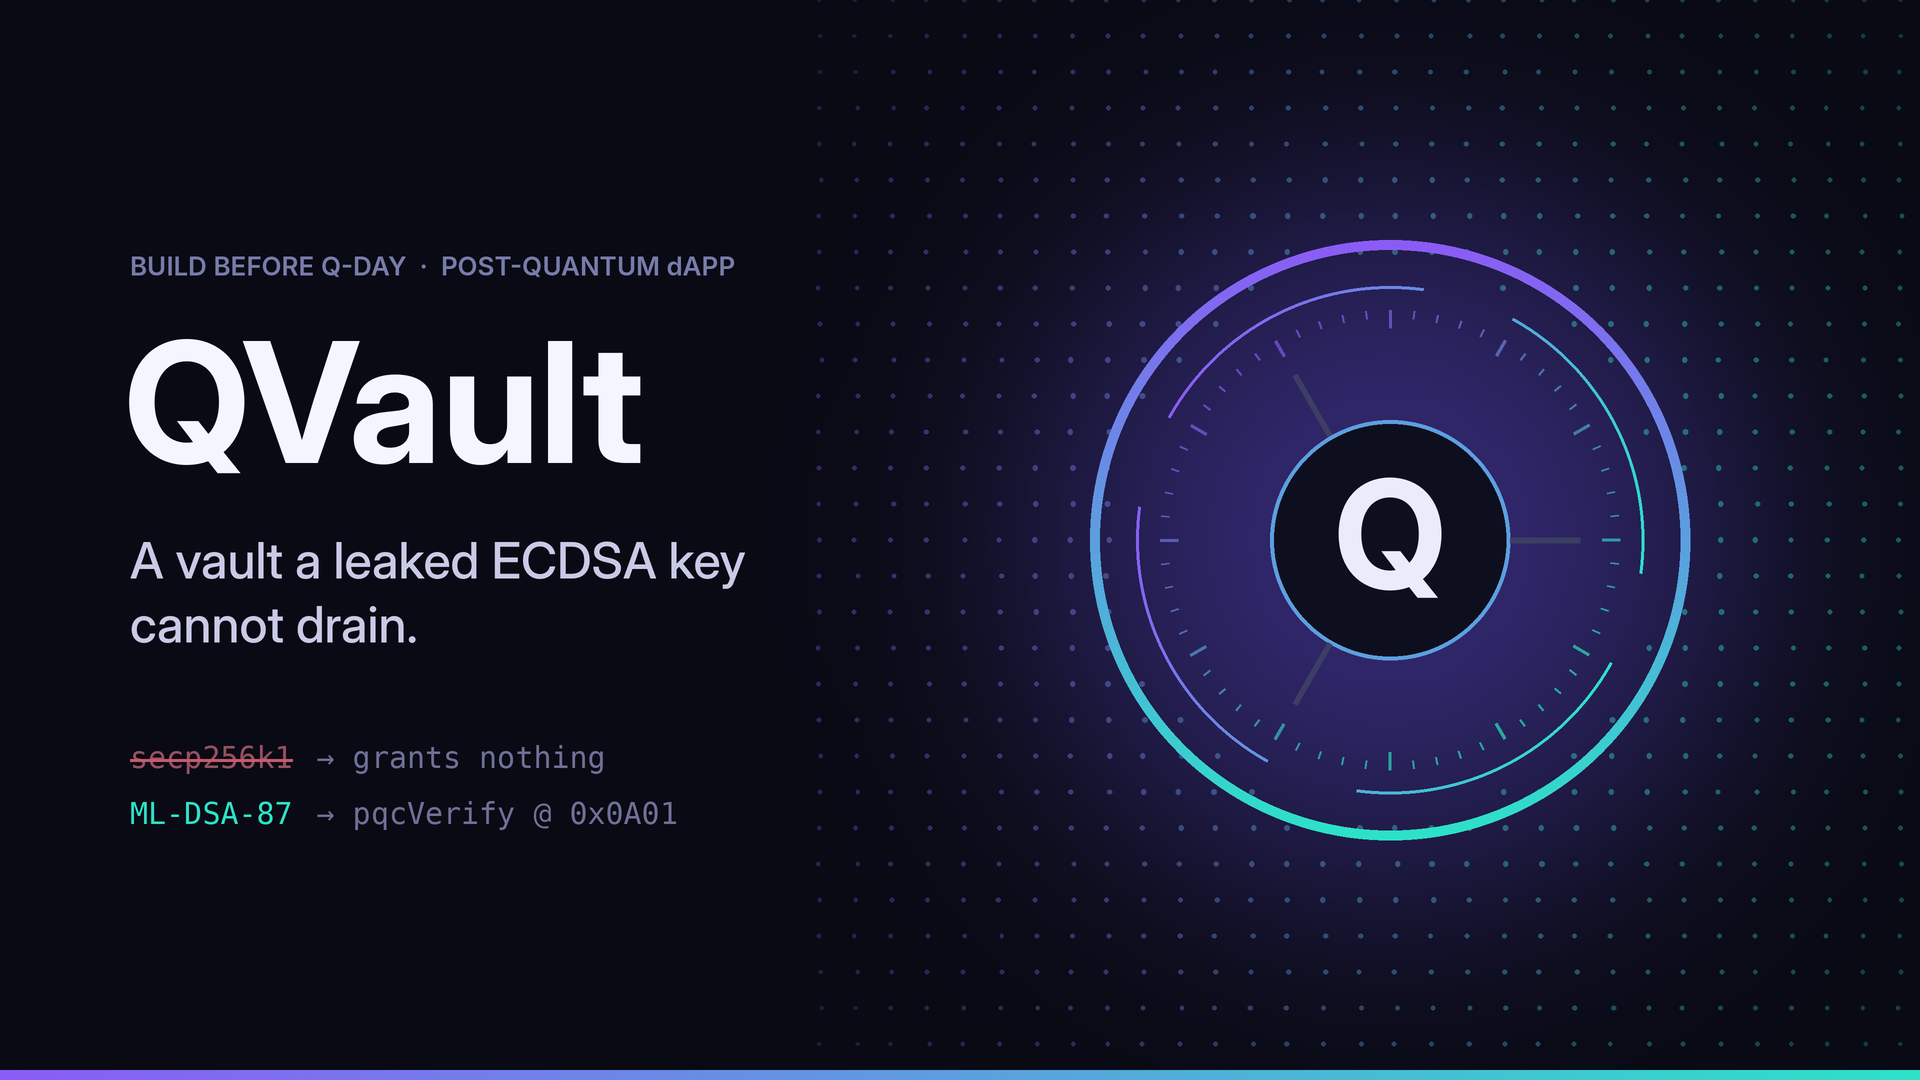 BUILD BEFORE Q-DAY · POST-QUANTUM dAPP
QVault
A vault a leaked ECDSA key
cannot drain.
secp256k1 → grants nothing
ML-DSA-87 → pqcVerify @ 0x0A01
Q